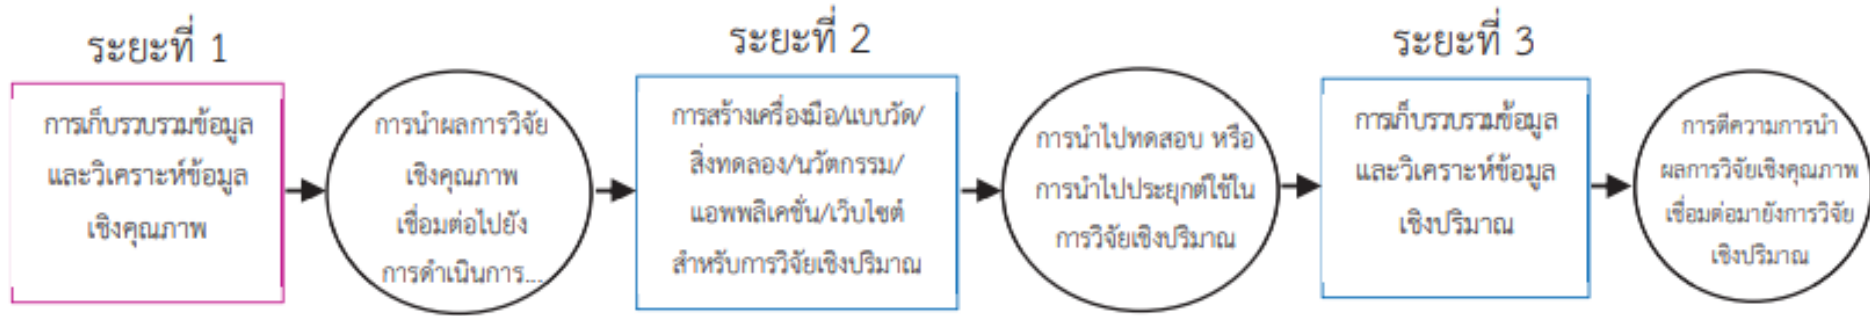 ระยะที่ 1
การเก็บรวบรวมข้อมูล
และวิเคราะห์ข้อมูล
เชิงคุณภาพ
การนำผลการวิจัย
เชิงคุณภาพ
เชื่อมต่อไปยัง
การดำเนินการ...
ระยะที่ 2
การสร้างเครื่องมือ/แบบวัด/
สิ่งทดลอง/นวัตกรรม/
แอพพลิเคชั่น/เว็บไซต์
สำหรับการวิจัยเชิงปริมาณ
การนำไปทดสอบ หรือ
การนำไปประยุกต์ใช้ใน
การวิจัยเชิงปริมาณ
ระยะที่ 3
การเก็บรวบรวมข้อมูล
และวิเคราะห์ข้อมูล
เชิงปริมาณ
การตีความการนำ
ผลการวิจัยเชิงคุณภาพ
เชื่อมต่อมายังการวิจัย
เชิงปริมาณ